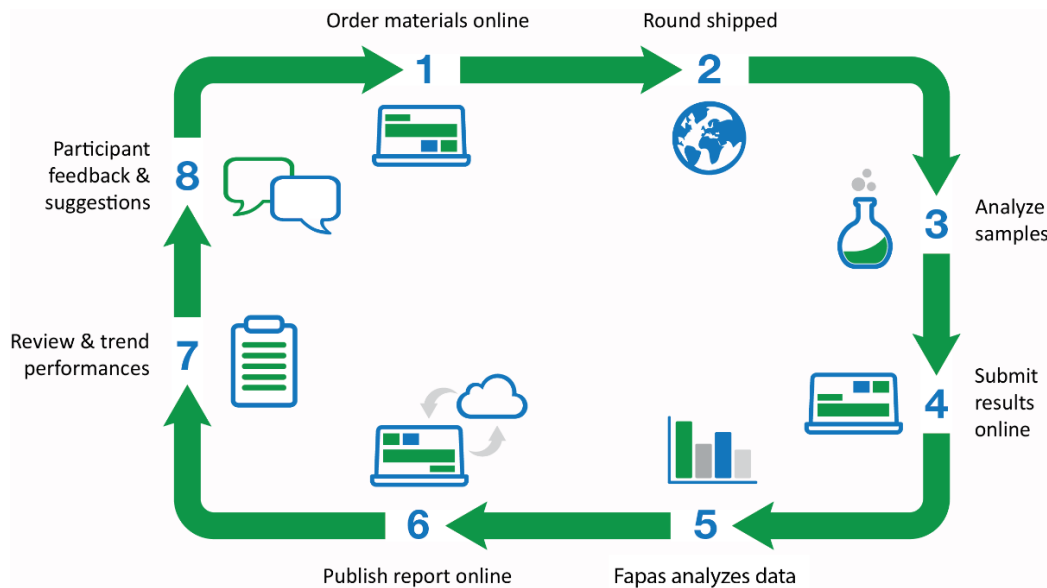 Order materials online
1
Round shipped
2
3
Analyze
samples
4
Submit
results
online
5
Fapas analyzes data
6
Publish report online
7
Review & trend
performances
8
Participant
feedback &
suggestions